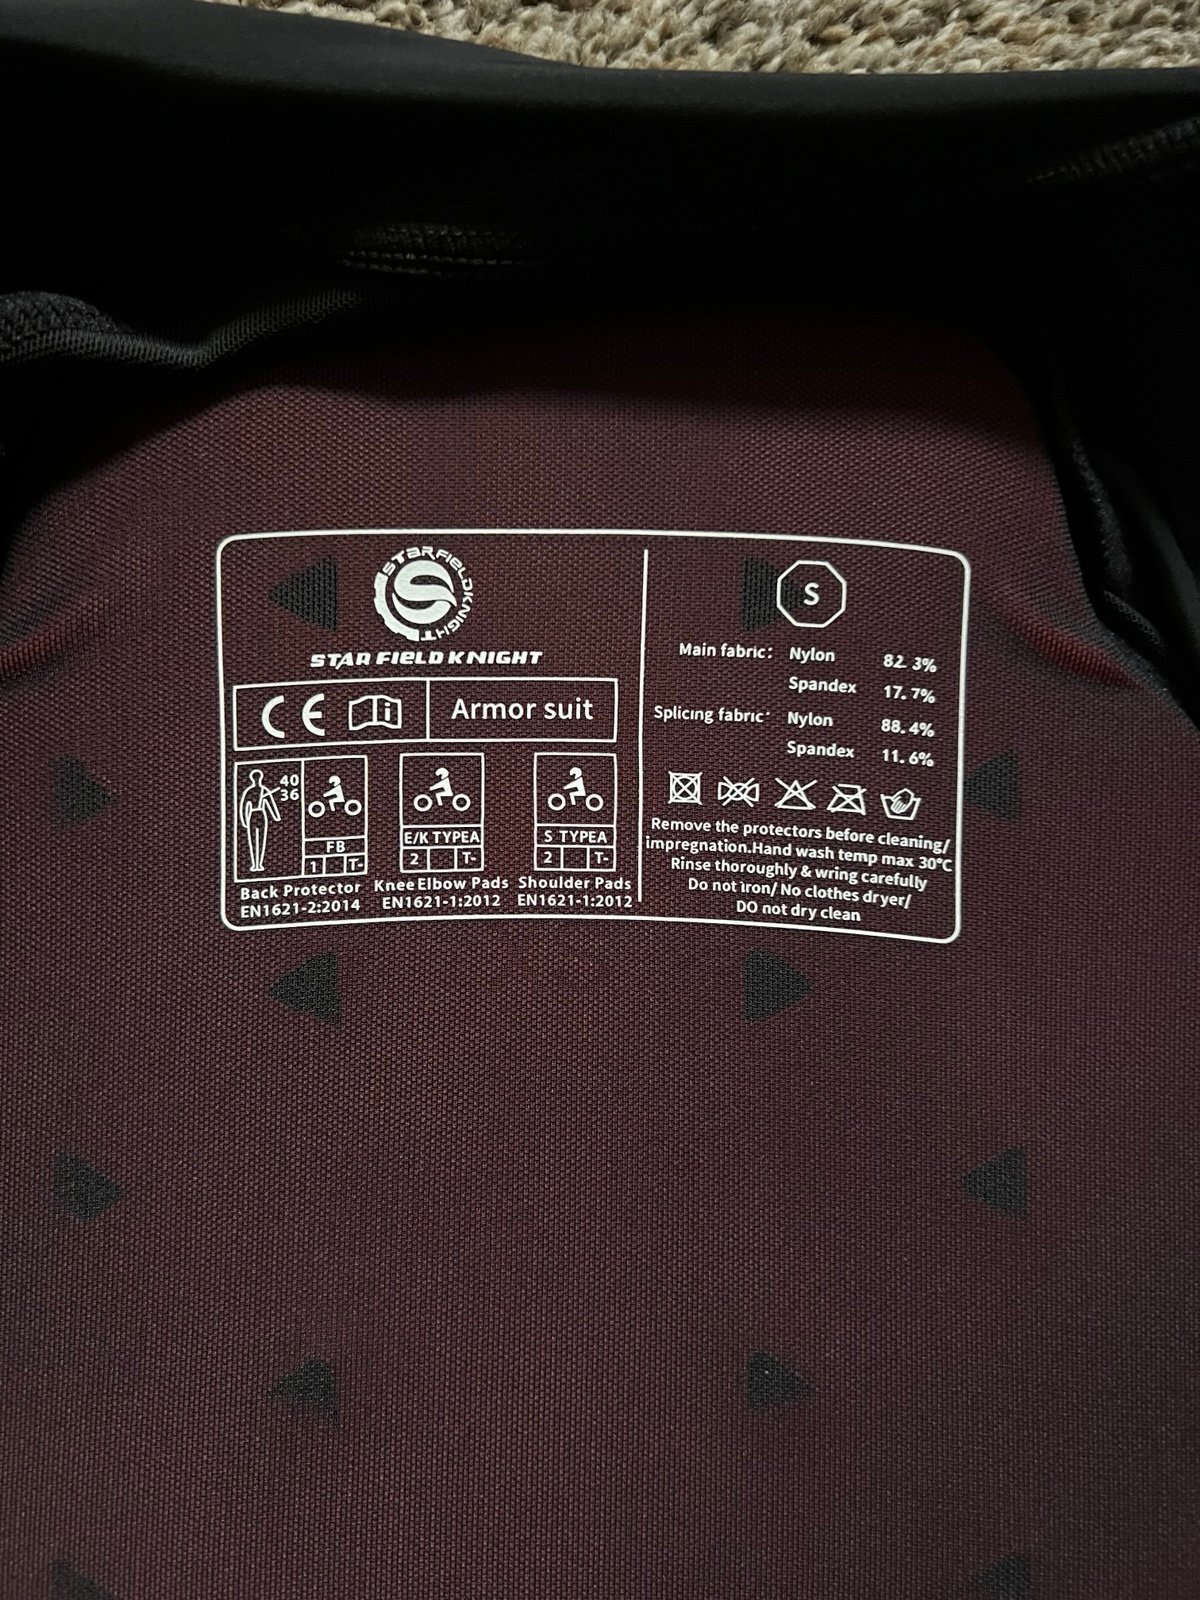 STARFIELDKNIGHT
STAR FIELD KNIGHT
CE i Armor suit
40
36
FB
1 T-
Back Protector
EN1621-2:2014
E/K TYPEA
2 T-
Knee Elbow Pads
EN1621-1:2012
S TYPEA
2 T-
Shoulder Pads
EN1621-1:2012
S
Main fabric: Nylon 82.3%
Spandex 17.7%
Splicing fabric: Nylon 88.4%
Spandex 11.6%
Remove the protectors before cleaning/
impregnation.Hand wash temp max 30°C
Rinse thoroughly & wring carefully
Do not iron/ No clothes dryer/
DO not dry clean